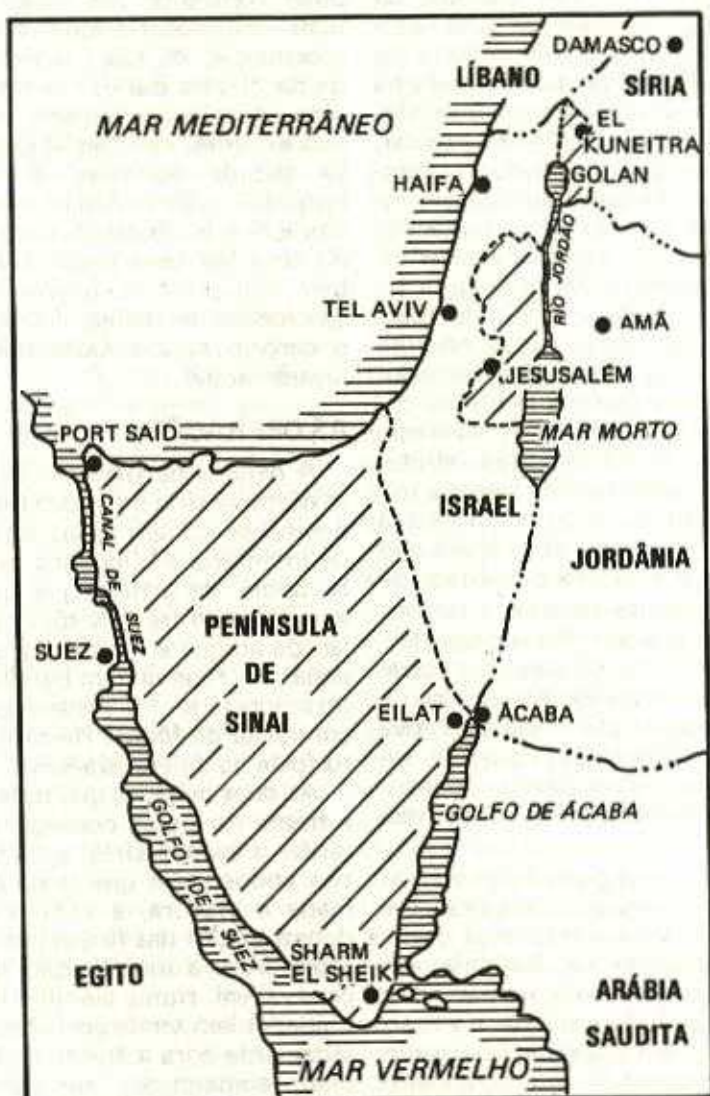 DAMASCO
LÍBANO
SÍRIA
MAR MEDITERRÂNEO
EL
KUNEITRA
GOLAN
HAIFA
RIO JORDÃO
TEL AVIV
AMÃ
JESUSALÉM
MAR MORTO
PORT SAID
CANAL DE SUEZ
ISRAEL
JORDÂNIA
PENÍNSULA
DE
SINAI
SUEZ
EILAT
ÁCABA
GOLFO DE ÁCABA
GOLFO DE SUEZ
SHARM
EL SHEIK
EGITO
ARÁBIA
SAUDITA
MAR VERMELHO